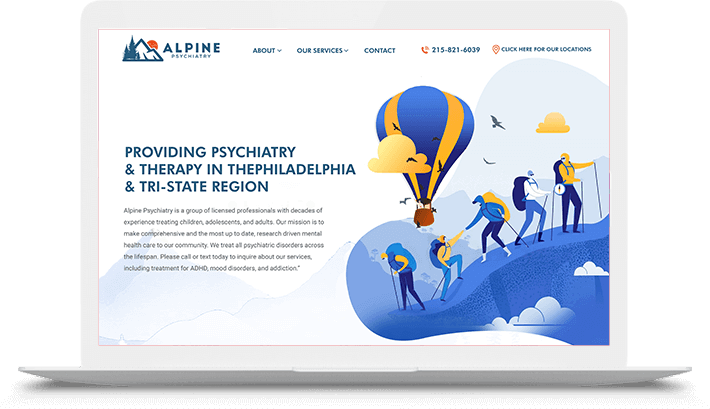 ALPINE
PSYCHIATRY
ABOUT
OUR SERVICES
CONTACT
215-821-6039
CLICK HERE FOR OUR LOCATIONS
PROVIDING PSYCHIATRY
& THERAPY IN THEPHILADELPHIA
& TRI-STATE REGION
Alpine Psychiatry is a group of licensed professionals with decades of
experience treating children, adolescents, and adults. Our mission is to
make comprehensive and the most up to date, research driven mental
health care to our community. We treat all psychiatric disorders across
the lifespan. Please call or text today to inquire about our services,
including treatment for ADHD, mood disorders, and addiction."